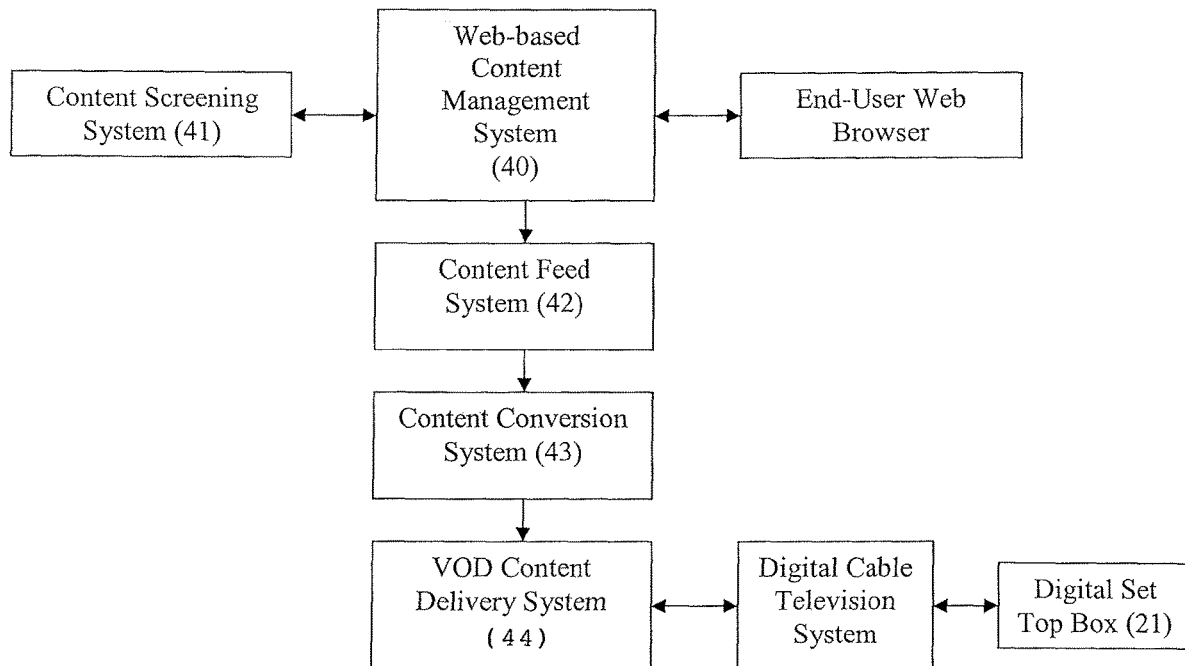 Web-based
Content
Management
System
(40)
Content Screening
System (41)
End-User Web
Browser
Content Feed
System (42)
Content Conversion
System (43)
VOD Content
Delivery System
(44)
Digital Cable
Television
System
Digital Set
Top Box (21)